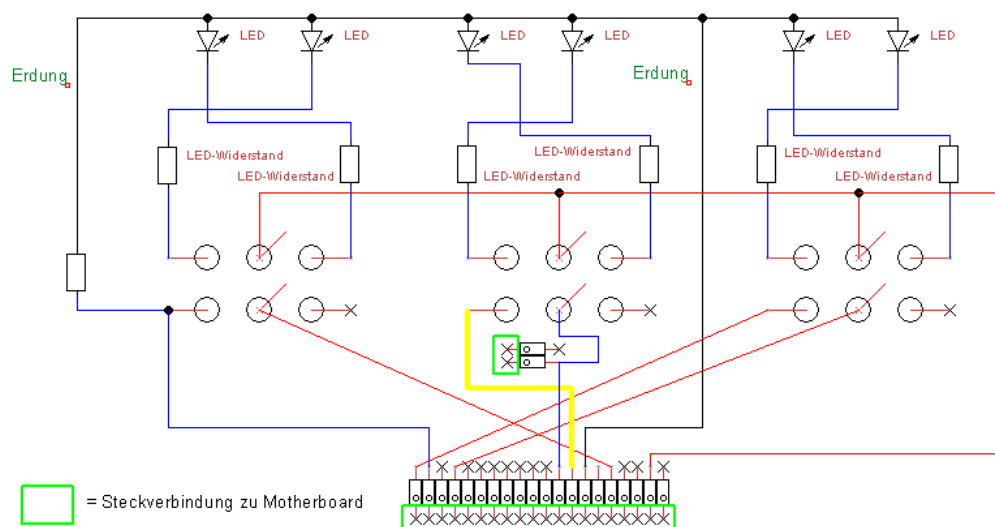 LED
LED
LED
LED
LED
LED
Erdung
Erdung
LED-Widerstand
LED-Widerstand
LED-Widerstand
LED-Widerstand
LED-Widerstand
LED-Widerstand
= Steckverbindung zu Motherboard